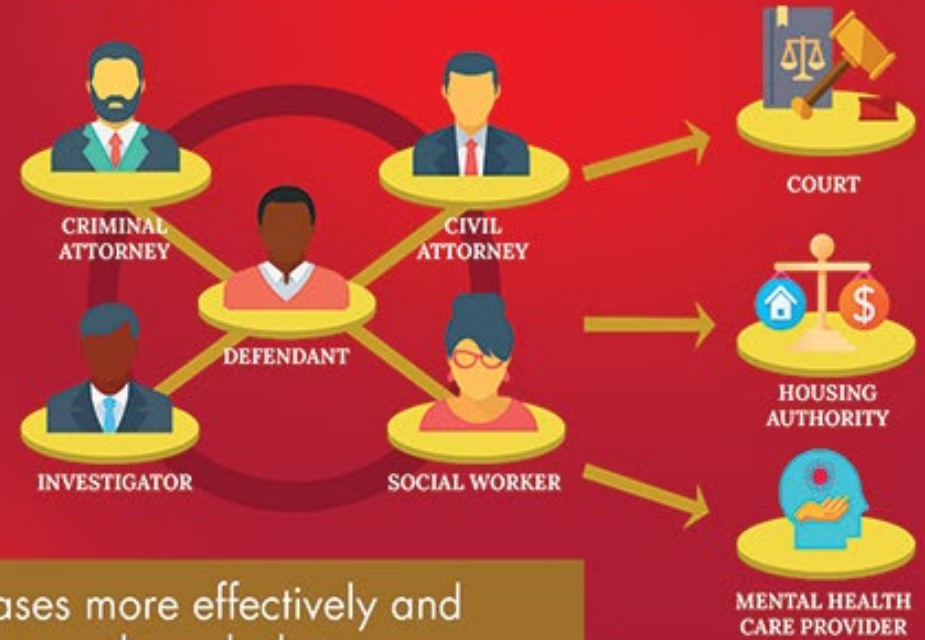 CRIMINAL
ATTORNEY
CIVIL
ATTORNEY
DEFENDANT
INVESTIGATOR
SOCIAL WORKER
COURT
$
HOUSING
AUTHORITY
MENTAL HEALTH
CARE PROVIDER
ases more effectively and